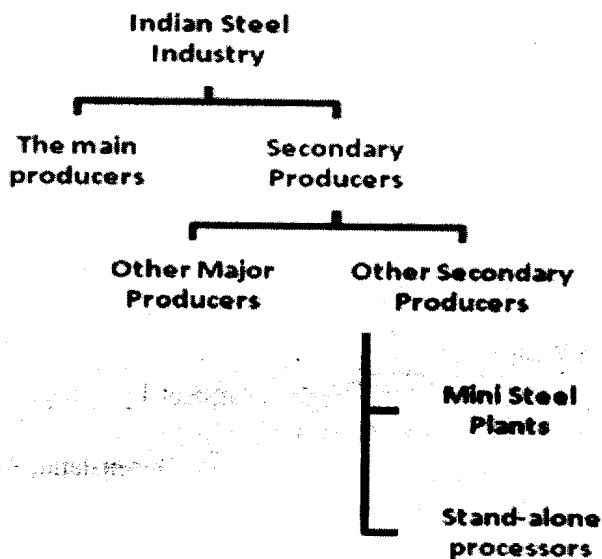 Indian Steel
Industry
The main
producers
Secondary
Producers
Other Major
Producers
Other Secondary
Producers
Mini Steel
Plants
Stand-alone
processors